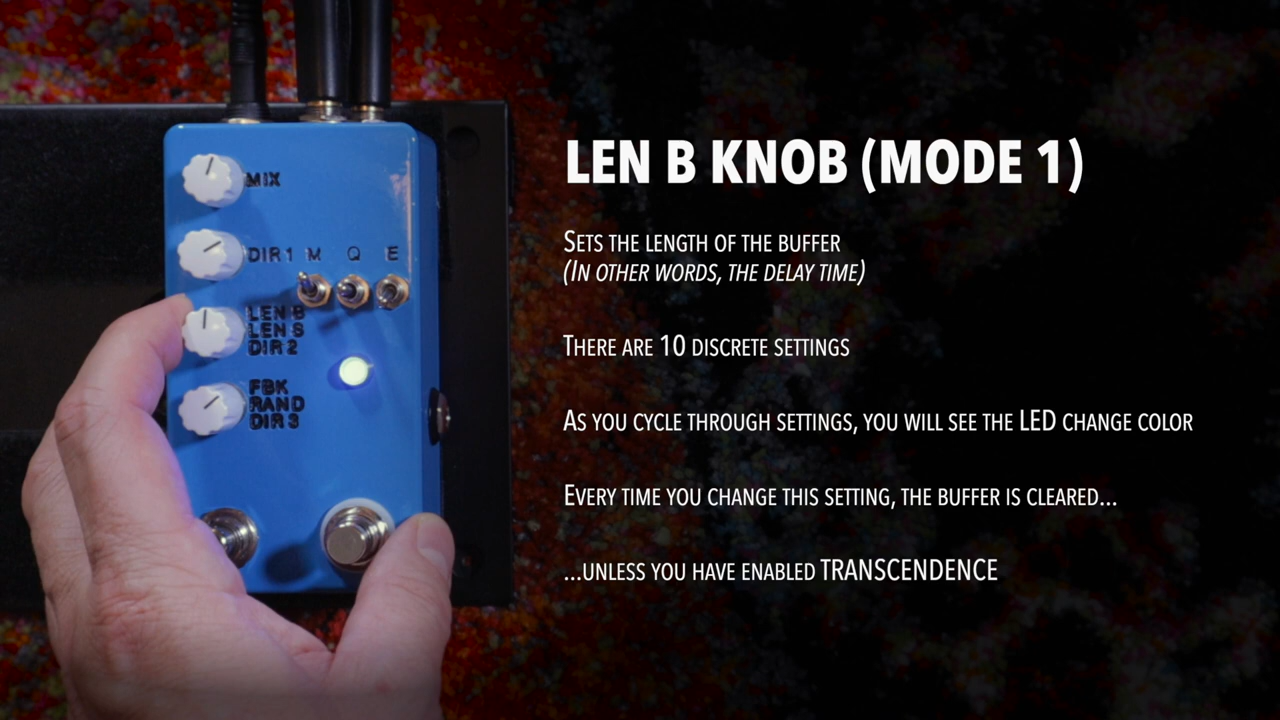 MIX
DIR 1 M Q E
LEN B
LEN S
DIR 2
FBK
RAND
DIR 3
LEN B KNOB (MODE 1)
SETS THE LENGTH OF THE BUFFER
(IN OTHER WORDS, THE DELAY TIME)
THERE ARE 10 DISCRETE SETTINGS
AS YOU CYCLE THROUGH SETTINGS, YOU WILL SEE THE LED CHANGE COLOR
EVERY TIME YOU CHANGE THIS SETTING, THE BUFFER IS CLEARED...
...UNLESS YOU HAVE ENABLED TRANSCENDENCE